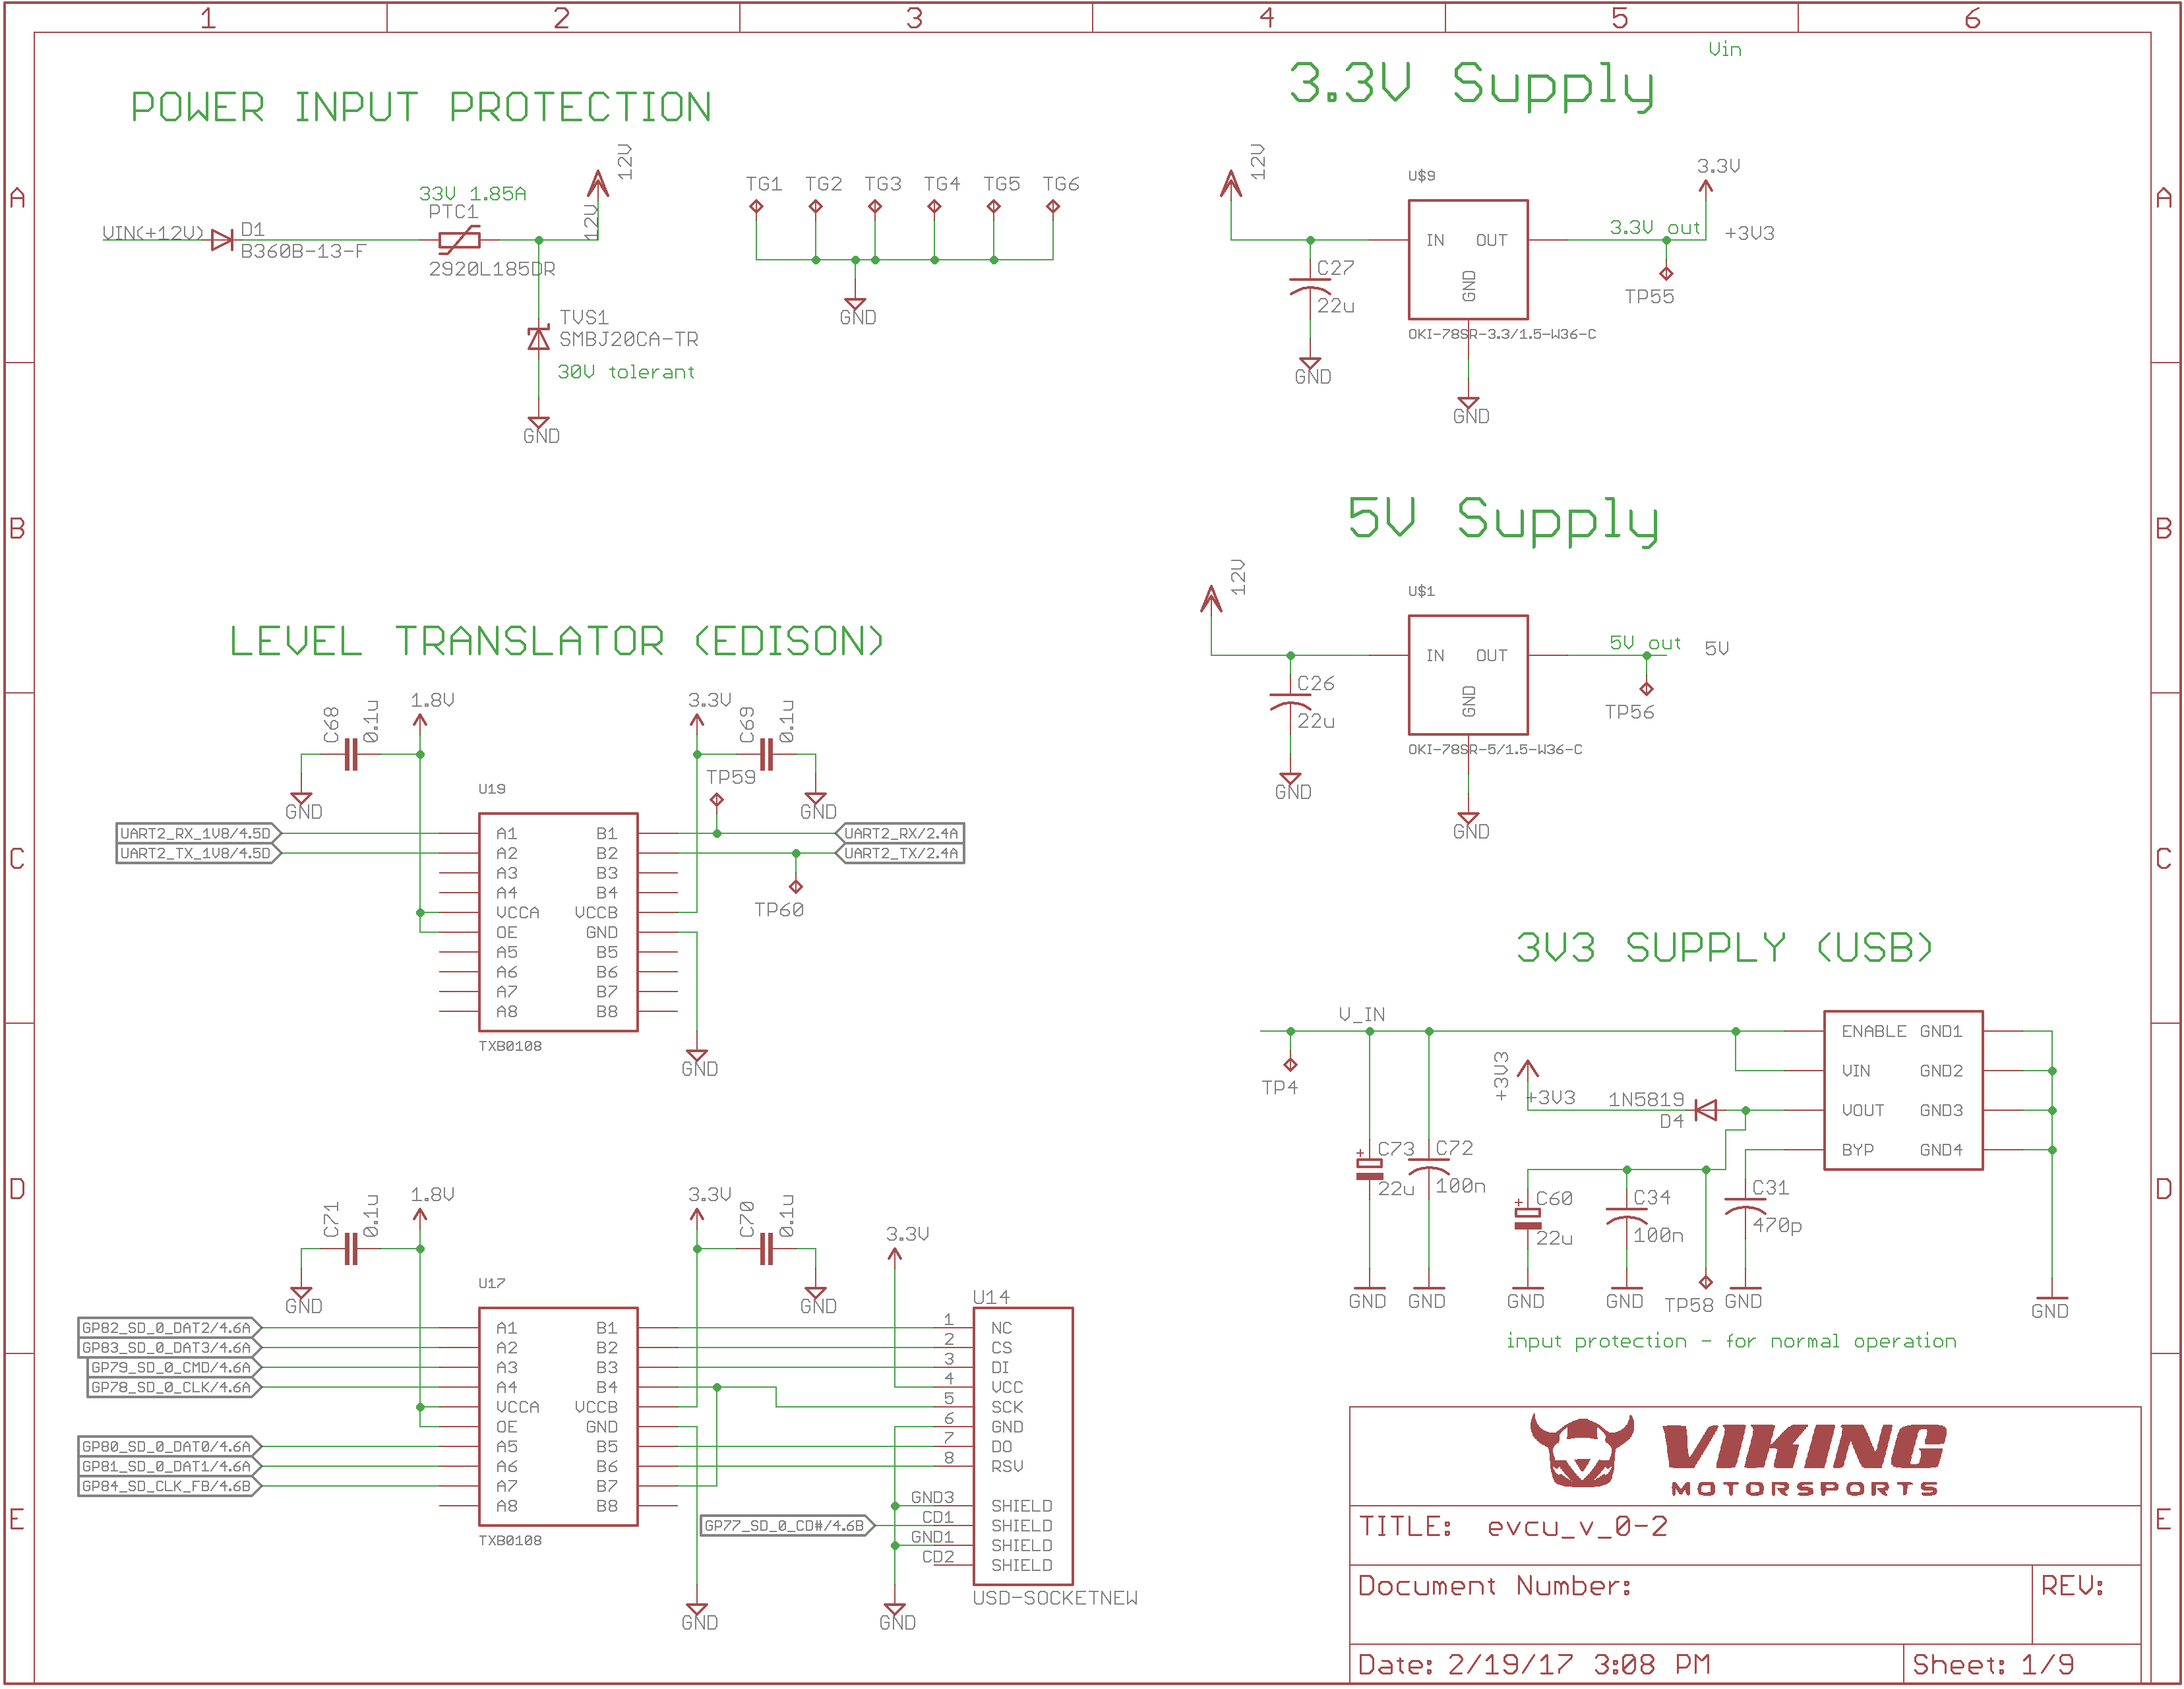 1 2 3 4 5 6
A A
B B
C C
D D
E E
POWER INPUT PROTECTION
VIN(+12V)
D1
B360B-13-F
33V 1.85A
PTC1
2920L185DR
12V
12V
TVS1
SMBJ20CA-TR
30V tolerant
GND
TG1 TG2 TG3 TG4 TG5 TG6
GND
Vin
3.3V Supply
12V
C27
22u
GND
U$9
IN OUT
GND
OKI-78SR-3.3/1.5-W36-C
GND
3.3V
3.3V out
+3V3
TP55
5V Supply
12V
C26
22u
GND
U$1
IN OUT
GND
OKI-78SR-5/1.5-W36-C
GND
5V out
5V
TP56
LEVEL TRANSLATOR (EDISON)
C68
0.1u
GND
1.8V
3.3V
C69
0.1u
GND
TP59
U19
UART2_RX_1V8/4.5D
UART2_TX_1V8/4.5D
A1 B1
A2 B2
A3 B3
A4 B4
VCCA VCCB
OE GND
A5 B5
A6 B6
A7 B7
A8 B8
TXB0108
UART2_RX/2.4A
UART2_TX/2.4A
TP60
GND
3V3 SUPPLY (USB)
V_IN
TP4
+3V3
+3V3
1N5819
D4
ENABLE GND1
VIN GND2
VOUT GND3
BYP GND4
C73
22u
C72
100n
C60
22u
C34
100n
C31
470p
GND GND GND GND TP58 GND
GND
input protection - for normal operation
C71
0.1u
GND
1.8V
3.3V
C70
0.1u
GND
3.3V
U17
GP82_SD_0_DAT2/4.6A
GP83_SD_0_DAT3/4.6A
GP79_SD_0_CMD/4.6A
GP78_SD_0_CLK/4.6A
GP80_SD_0_DAT0/4.6A
GP81_SD_0_DAT1/4.6A
GP84_SD_CLK_FB/4.6B
A1 B1
A2 B2
A3 B3
A4 B4
VCCA VCCB
OE GND
A5 B5
A6 B6
A7 B7
A8 B8
TXB0108
GND
U14
1 NC
2 CS
3 DI
4 VCC
5 SCK
6 GND
7 DO
8 RSV
GND3 SHIELD
CD1 SHIELD
GND1 SHIELD
CD2 SHIELD
GP77_SD_0_CD#/4.6B
USD-SOCKETNEW
GND
VIKING
MOTORSPORTS
TITLE: evcu_v_0-2
Document Number:
REV:
Date: 2/19/17 3:08 PM
Sheet: 1/9